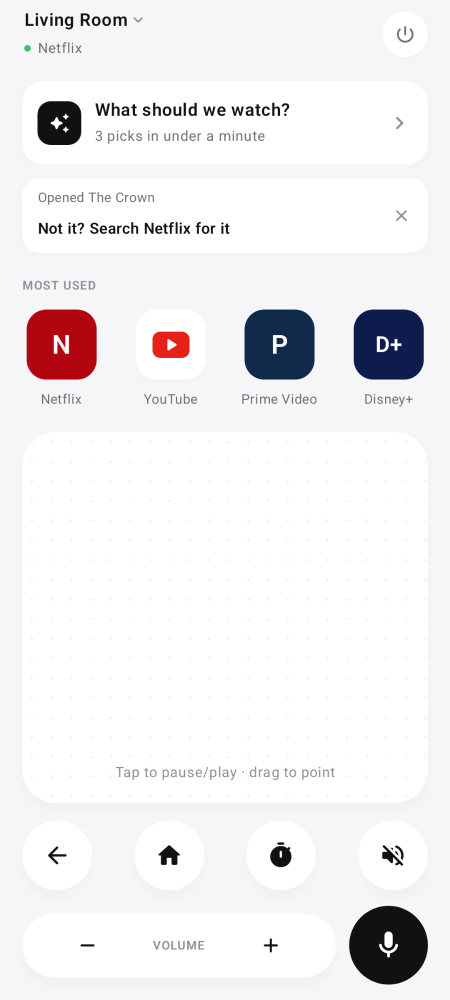 Living Room
Netflix
What should we watch?
3 picks in under a minute
Opened The Crown
Not it? Search Netflix for it
MOST USED
N
P
D+
Netflix
YouTube
Prime Video
Disney+
Tap to pause/play · drag to point
− VOLUME +